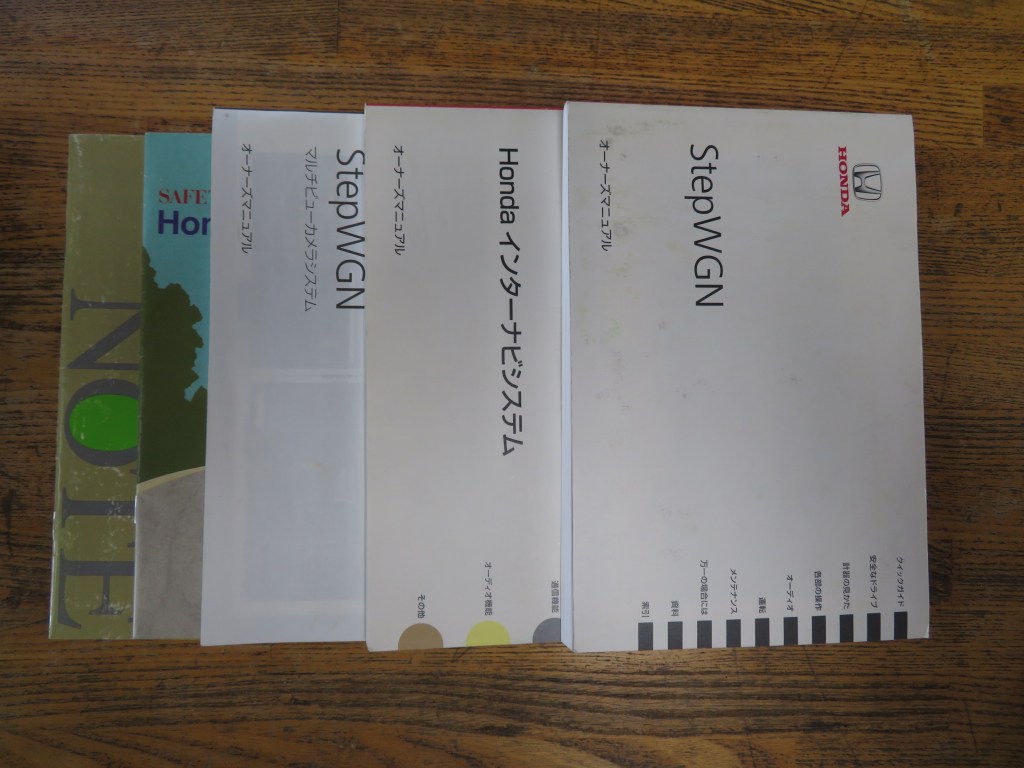 HONDA
StepWGN
オーナーズマニュアル
クイックガイド
安全なドライブ
計器の見かた
各部の操作
オーディオ
運転
メンテナンス
万一の場合には
資料
索引
Honda インターナビシステム
オーナーズマニュアル
通信機能
オーディオ機能
その他
StepWGN
マルチビューカメラシステム
オーナーズマニュアル
SAFE
Hon
NOTE